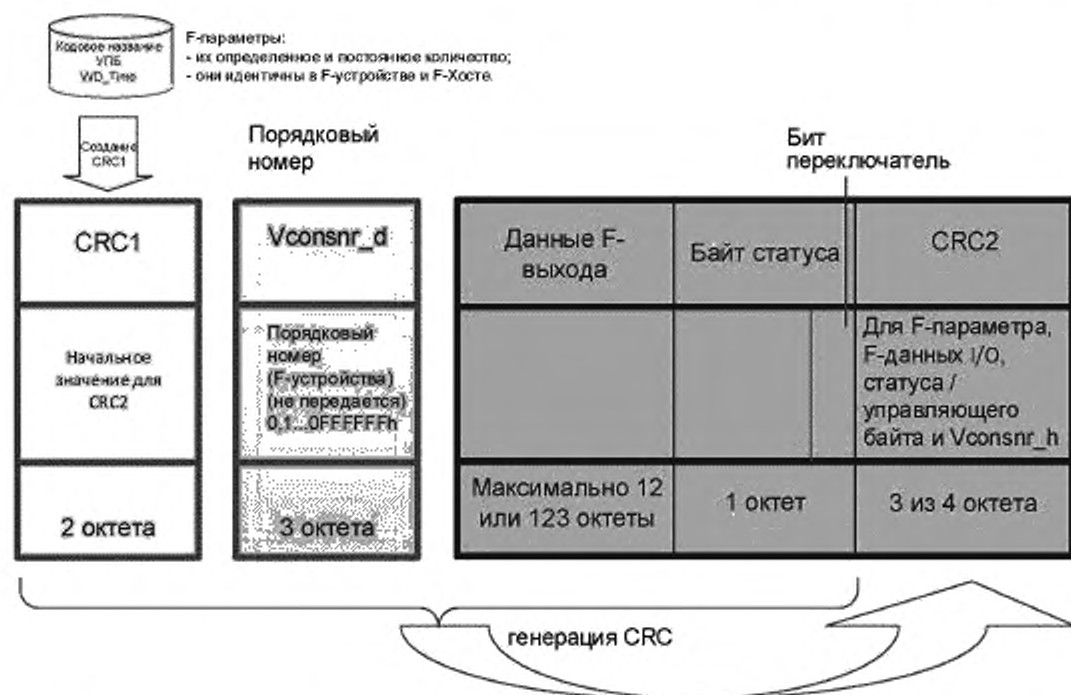 Кодовое название
УПБ
WD_Time
F-параметры:
- их определенное и постоянное количество;
- они идентичны в F-устройстве и F-Хосте.
Создание
CRC1
Порядковый
номер
Бит
переключатель
CRC1
Vconsnr_d
Данные F-
выхода
Байт статуса
CRC2
Начальное
значение для
CRC2
Порядковый
номер
(F-устройства)
(не передается)
0,1...0FFFFFFh
Для F-параметра,
F-данных I/O,
статуса /
управляющего
байта и Vconsnr_h
2 октета
3 октета
Максимально 12
или 123 октеты
1 октет
3 из 4 октета
генерация CRC